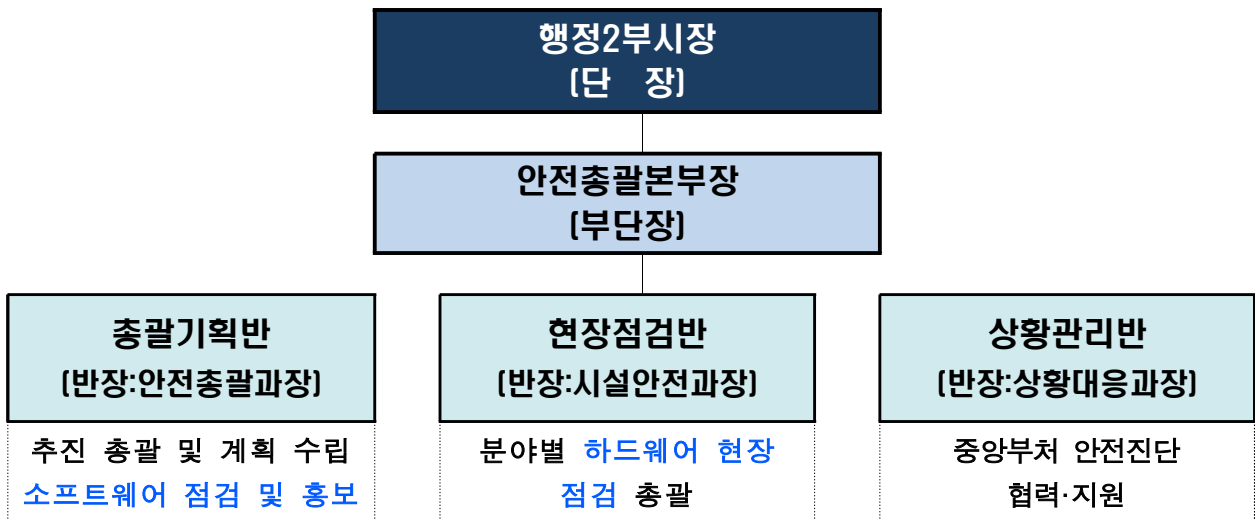 행정2부시장
(단 장)
안전총괄본부장
(부단장)
총괄기획반
(반장:안전총괄과장)
현장점검반
(반장:시설안전과장)
상황관리반
(반장:상황대응과장)
추진 총괄 및 계획 수립
소프트웨어 점검 및 홍보
분야별 하드웨어 현장
점검 총괄
중앙부처 안전진단
협력·지원